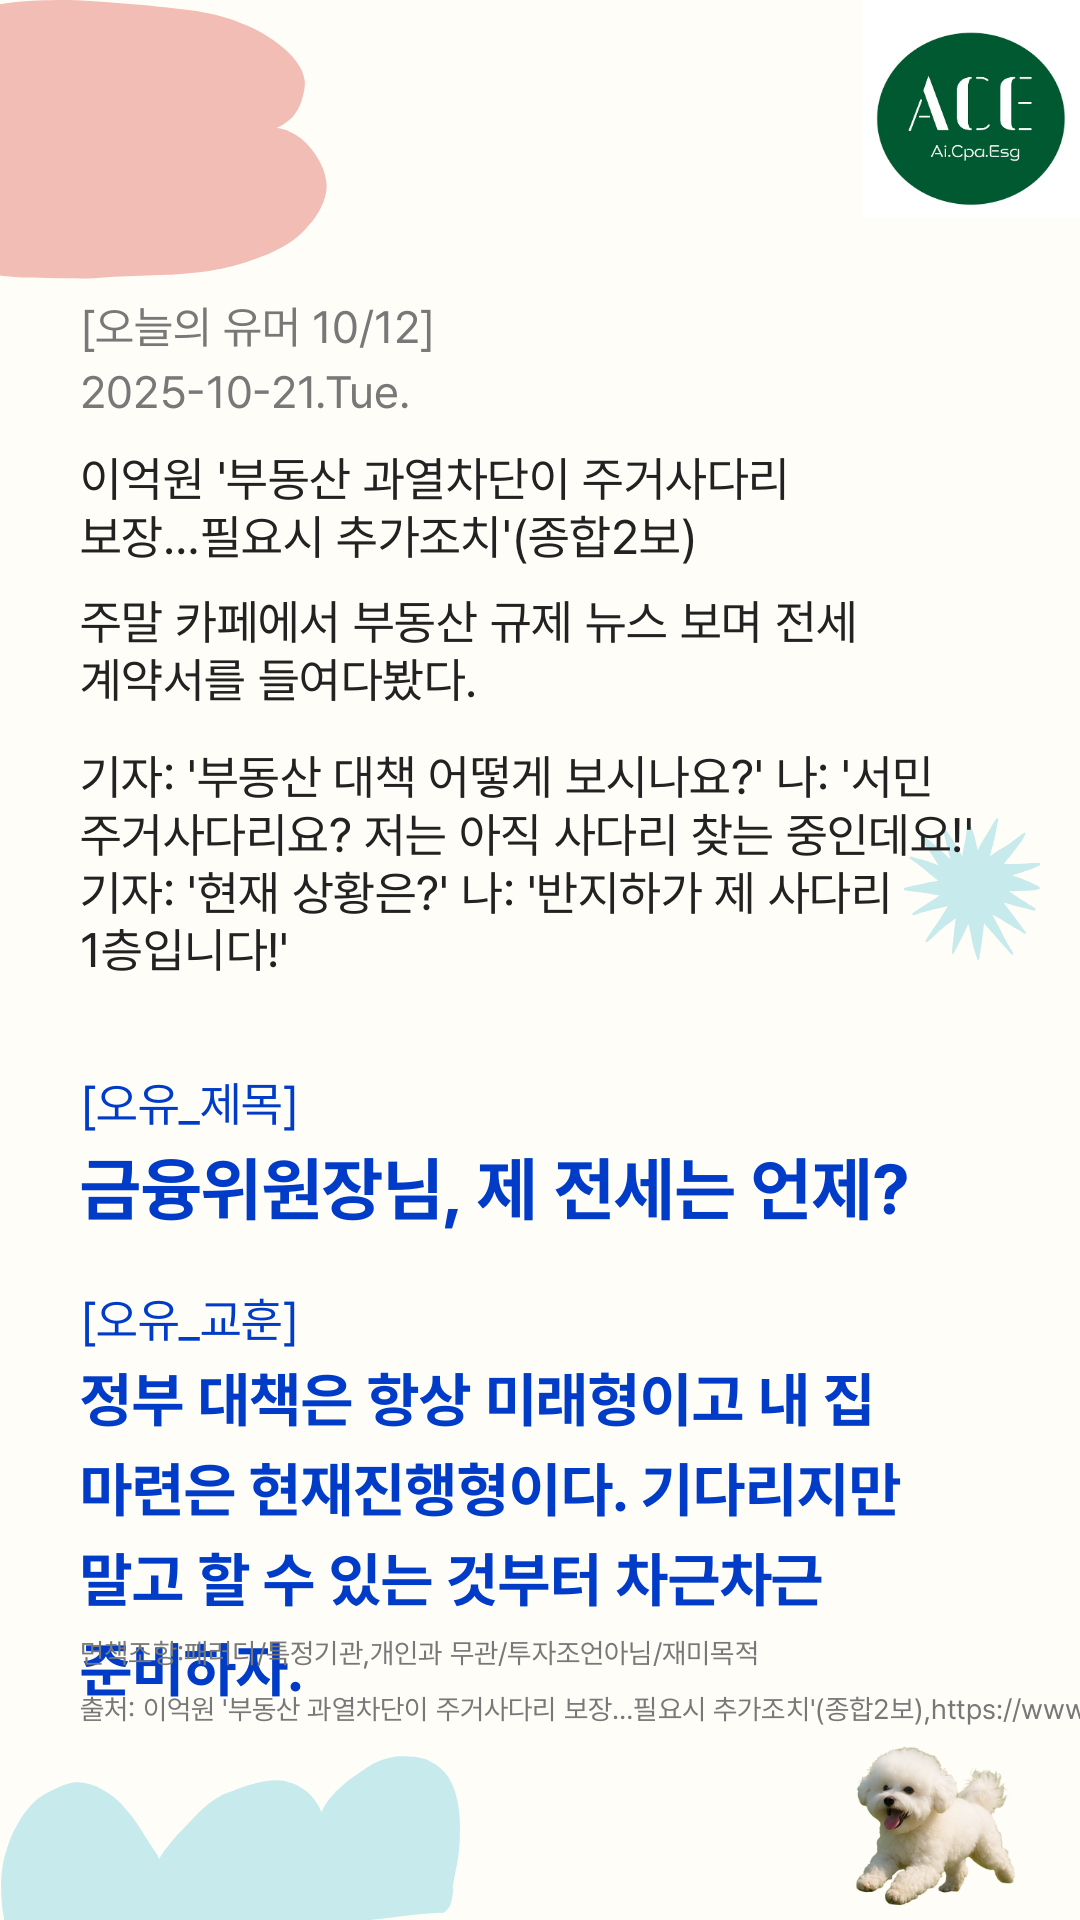 ACE
Ai.Cpa.Esg
[오늘의 유머 10/12]
2025-10-21.Tue.
이억원 '부동산 과열차단이 주거사다리
보장...필요시 추가조치'(종합2보)
주말 카페에서 부동산 규제 뉴스 보며 전세
계약서를 들여다봤다.
기자: '부동산 대책 어떻게 보시나요?' 나: '서민
주거사다리요? 저는 아직 사다리 찾는 중인데요!!'
기자: '현재 상황은?' 나: '반지하가 제 사다리
1층입니다!'
[오유_제목]
금융위원장님, 제 전세는 언제?
[오유_교훈]
정부 대책은 항상 미래형이고 내 집
마련은 현재진행형이다. 기다리지만
말고 할 수 있는 것부터 차근차근
준비하자.
면책조항:패러디/특정기관,개인과 무관/투자조언아님/재미목적
출처: 이억원 '부동산 과열차단이 주거사다리 보장...필요시 추가조치'(종합2보),https://www